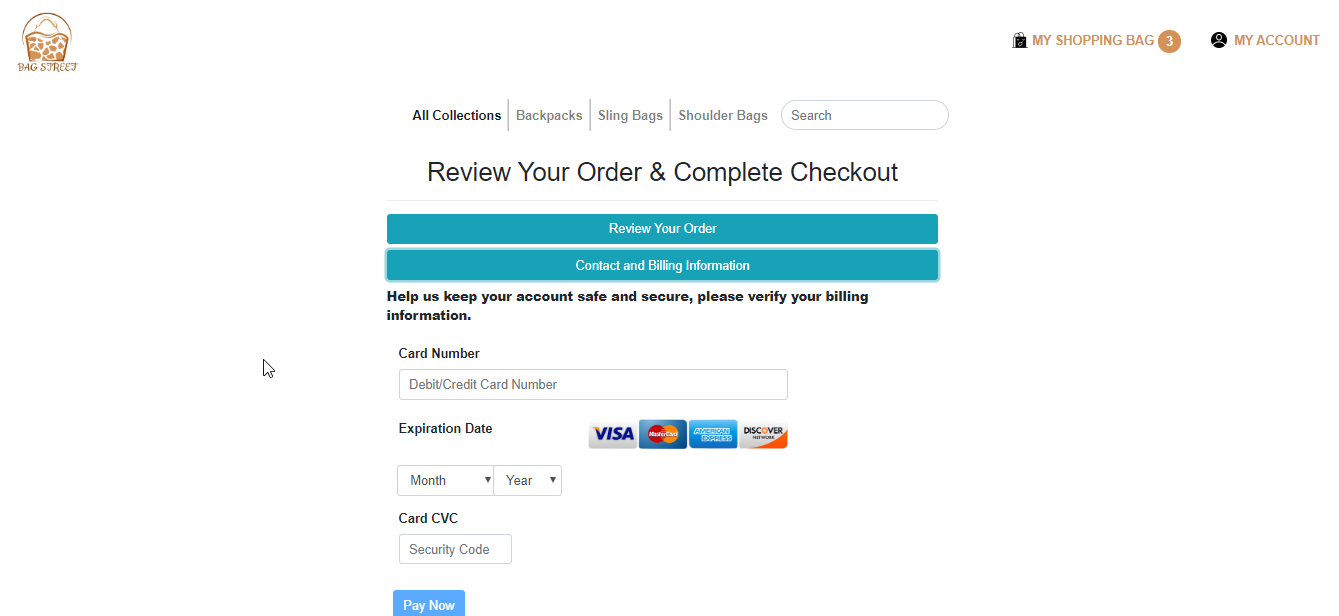 BAG STREET
MY SHOPPING BAG 3
MY ACCOUNT
All Collections
Backpacks
Sling Bags
Shoulder Bags
Search
Review Your Order & Complete Checkout
Review Your Order
Contact and Billing Information
Help us keep your account safe and secure, please verify your billing
information.
Card Number
Debit/Credit Card Number
Expiration Date
VISA
MasterCard
AMERICAN
EXPRESS
DISCOVER
NETWORK
Month
Year
Card CVC
Security Code
Pay Now